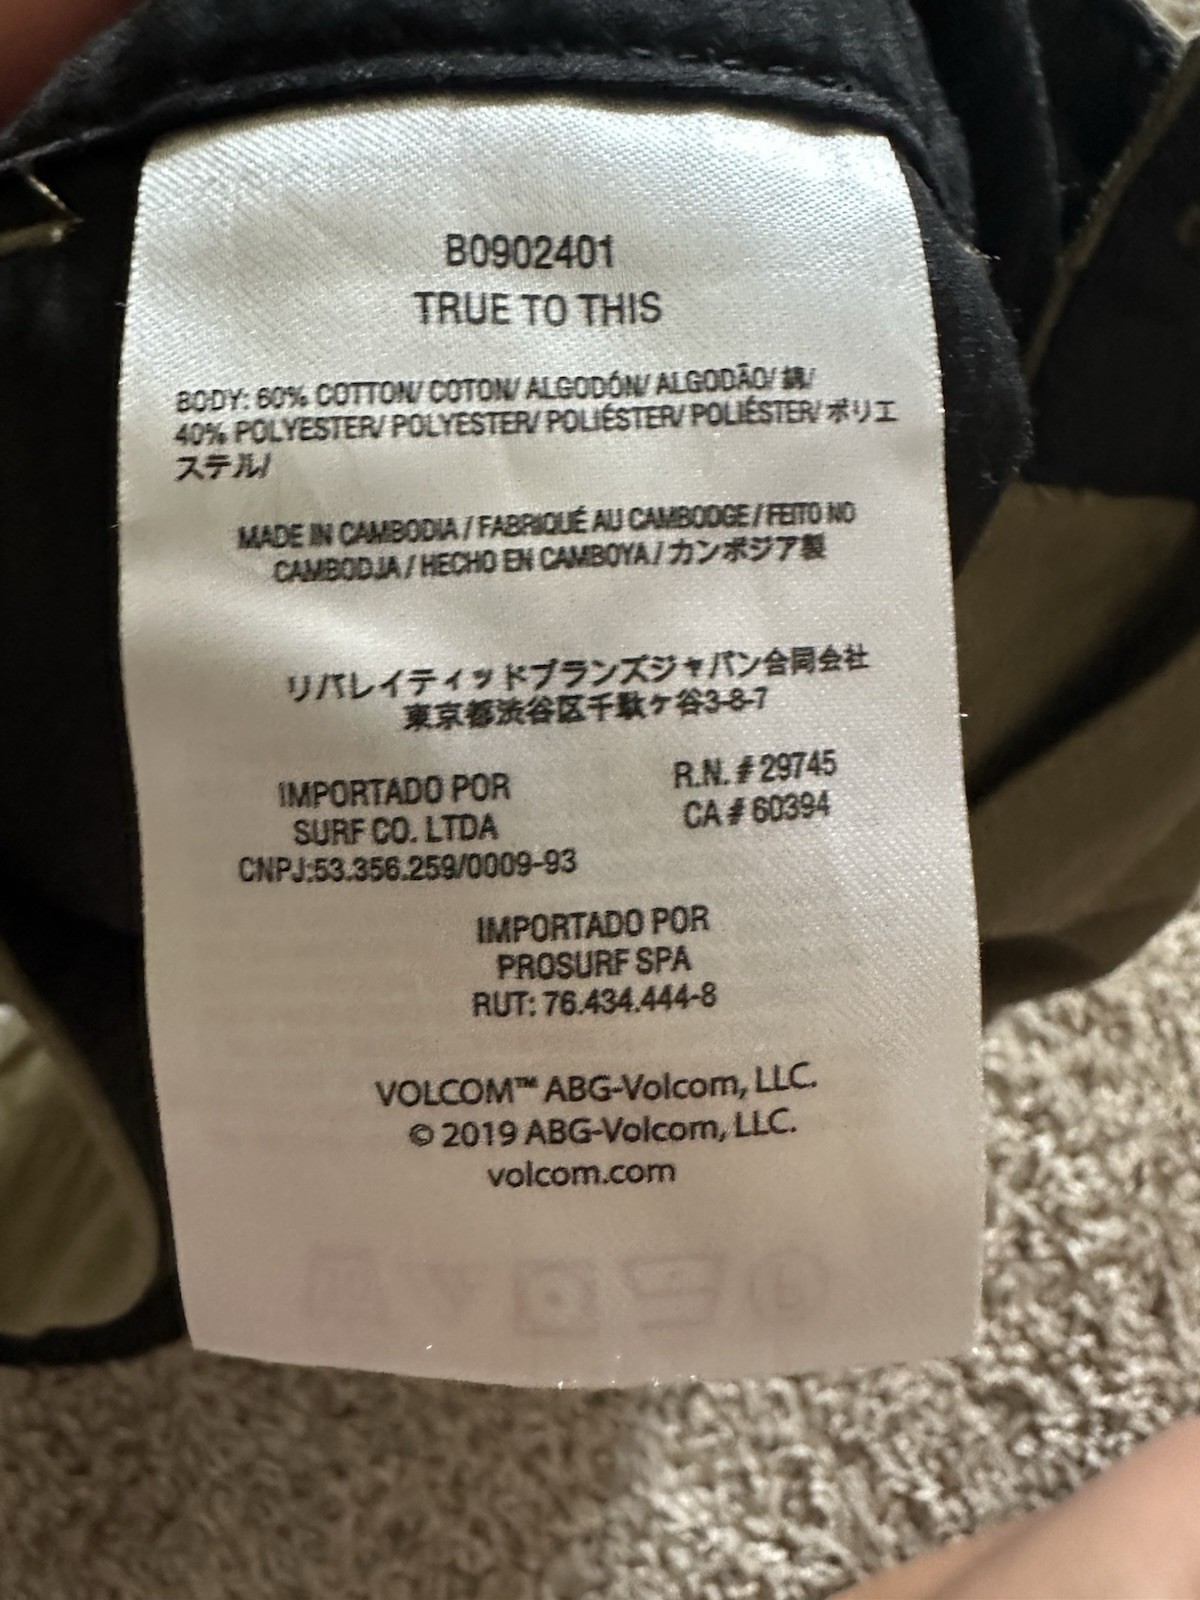 B0902401
TRUE TO THIS
BODY: 60% COTTON/ COTON/ ALGODÓN/ ALGODÃO/ 綿/
40% POLYESTER/ POLYESTER/ POLIÉSTER/ POLIÉSTER/ ポリエ
ステル/
MADE IN CAMBODIA / FABRIQUÉ AU CAMBODGE / FEITO NO
CAMBODJA / HECHO EN CAMBOYA / カンボジア製
リバレイティッドブランズジャパン合同会社
東京都渋谷区千駄ケ谷3-8-7
IMPORTADO POR
SURF CO. LTDA
CNPJ:53.356.259/0009-93
R.N. # 29745
CA # 60394
IMPORTADO POR
PROSURF SPA
RUT: 76.434.444-8
VOLCOM™ ABG-Volcom, LLC.
© 2019 ABG-Volcom, LLC.
volcom.com